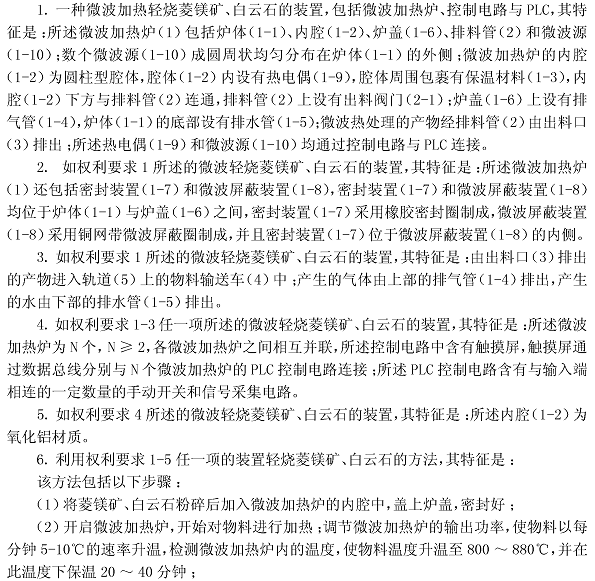 1. 一种微波加热轻烧菱镁矿、白云石的装置,包括微波加热炉、控制电路与PLC,其特
征是:所述微波加热炉(1)包括炉体(1-1)、内腔(1-2)、炉盖(1-6)、排料管(2)和微波源
(1-10);数个微波源(1-10)成圆周状均匀分布在炉体(1-1)的外侧;微波加热炉的内腔
(1-2)为圆柱型腔体,腔体(1-2)内设有热电偶(1-9),腔体周围包裹有保温材料(1-3),内
腔(1-2)下方与排料管(2)连通,排料管(2)上设有出料阀门(2-1);炉盖(1-6)上设有排
气管(1-4),炉体(1-1)的底部设有排水管(1-5);微波热处理的产物经排料管(2)由出料口
(3)排出;所述热电偶(1-9)和微波源(1-10)均通过控制电路与PLC连接。
2. 如权利要求1所述的微波轻烧菱镁矿、白云石的装置,其特征是:所述微波加热炉
(1)还包括密封装置(1-7)和微波屏蔽装置(1-8),密封装置(1-7)和微波屏蔽装置(1-8)
均位于炉体(1-1)与炉盖(1-6)之间,密封装置(1-7)采用橡胶密封圈制成,微波屏蔽装置
(1-8)采用铜网带微波屏蔽圈制成,并且密封装置(1-7)位于微波屏蔽装置(1-8)的内侧。
3. 如权利要求1所述的微波轻烧菱镁矿、白云石的装置,其特征是:由出料口(3)排出
的产物进入轨道(5)上的物料输送车(4)中;产生的气体由上部的排气管(1-4)排出,产生
的水由下部的排水管(1-5)排出。
4. 如权利要求1-3任一项所述的微波轻烧菱镁矿、白云石的装置,其特征是:所述微波
加热炉为N个,N≥2,各微波加热炉之间相互并联,所述控制电路中含有触摸屏,触摸屏通
过数据总线分别与N个微波加热炉的PLC控制电路连接;所述PLC控制电路含有与输入端
相连的一定数量的手动开关和信号采集电路。
5. 如权利要求4所述的微波轻烧菱镁矿、白云石的装置,其特征是:所述内腔(1-2)为
氧化铝材质。
6. 利用权利要求1-5任一项的装置轻烧菱镁矿、白云石的方法,其特征是:
该方法包括以下步骤:
(1)将菱镁矿、白云石粉碎后加入微波加热炉的内腔中,盖上炉盖,密封好;
(2)开启微波加热炉,开始对物料进行加热;调节微波加热炉的输出功率,使物料以每
分钟5-10℃的速率升温,检测微波加热炉内的温度,使物料温度升温至800~880℃,并在
此温度下保温20~40分钟;